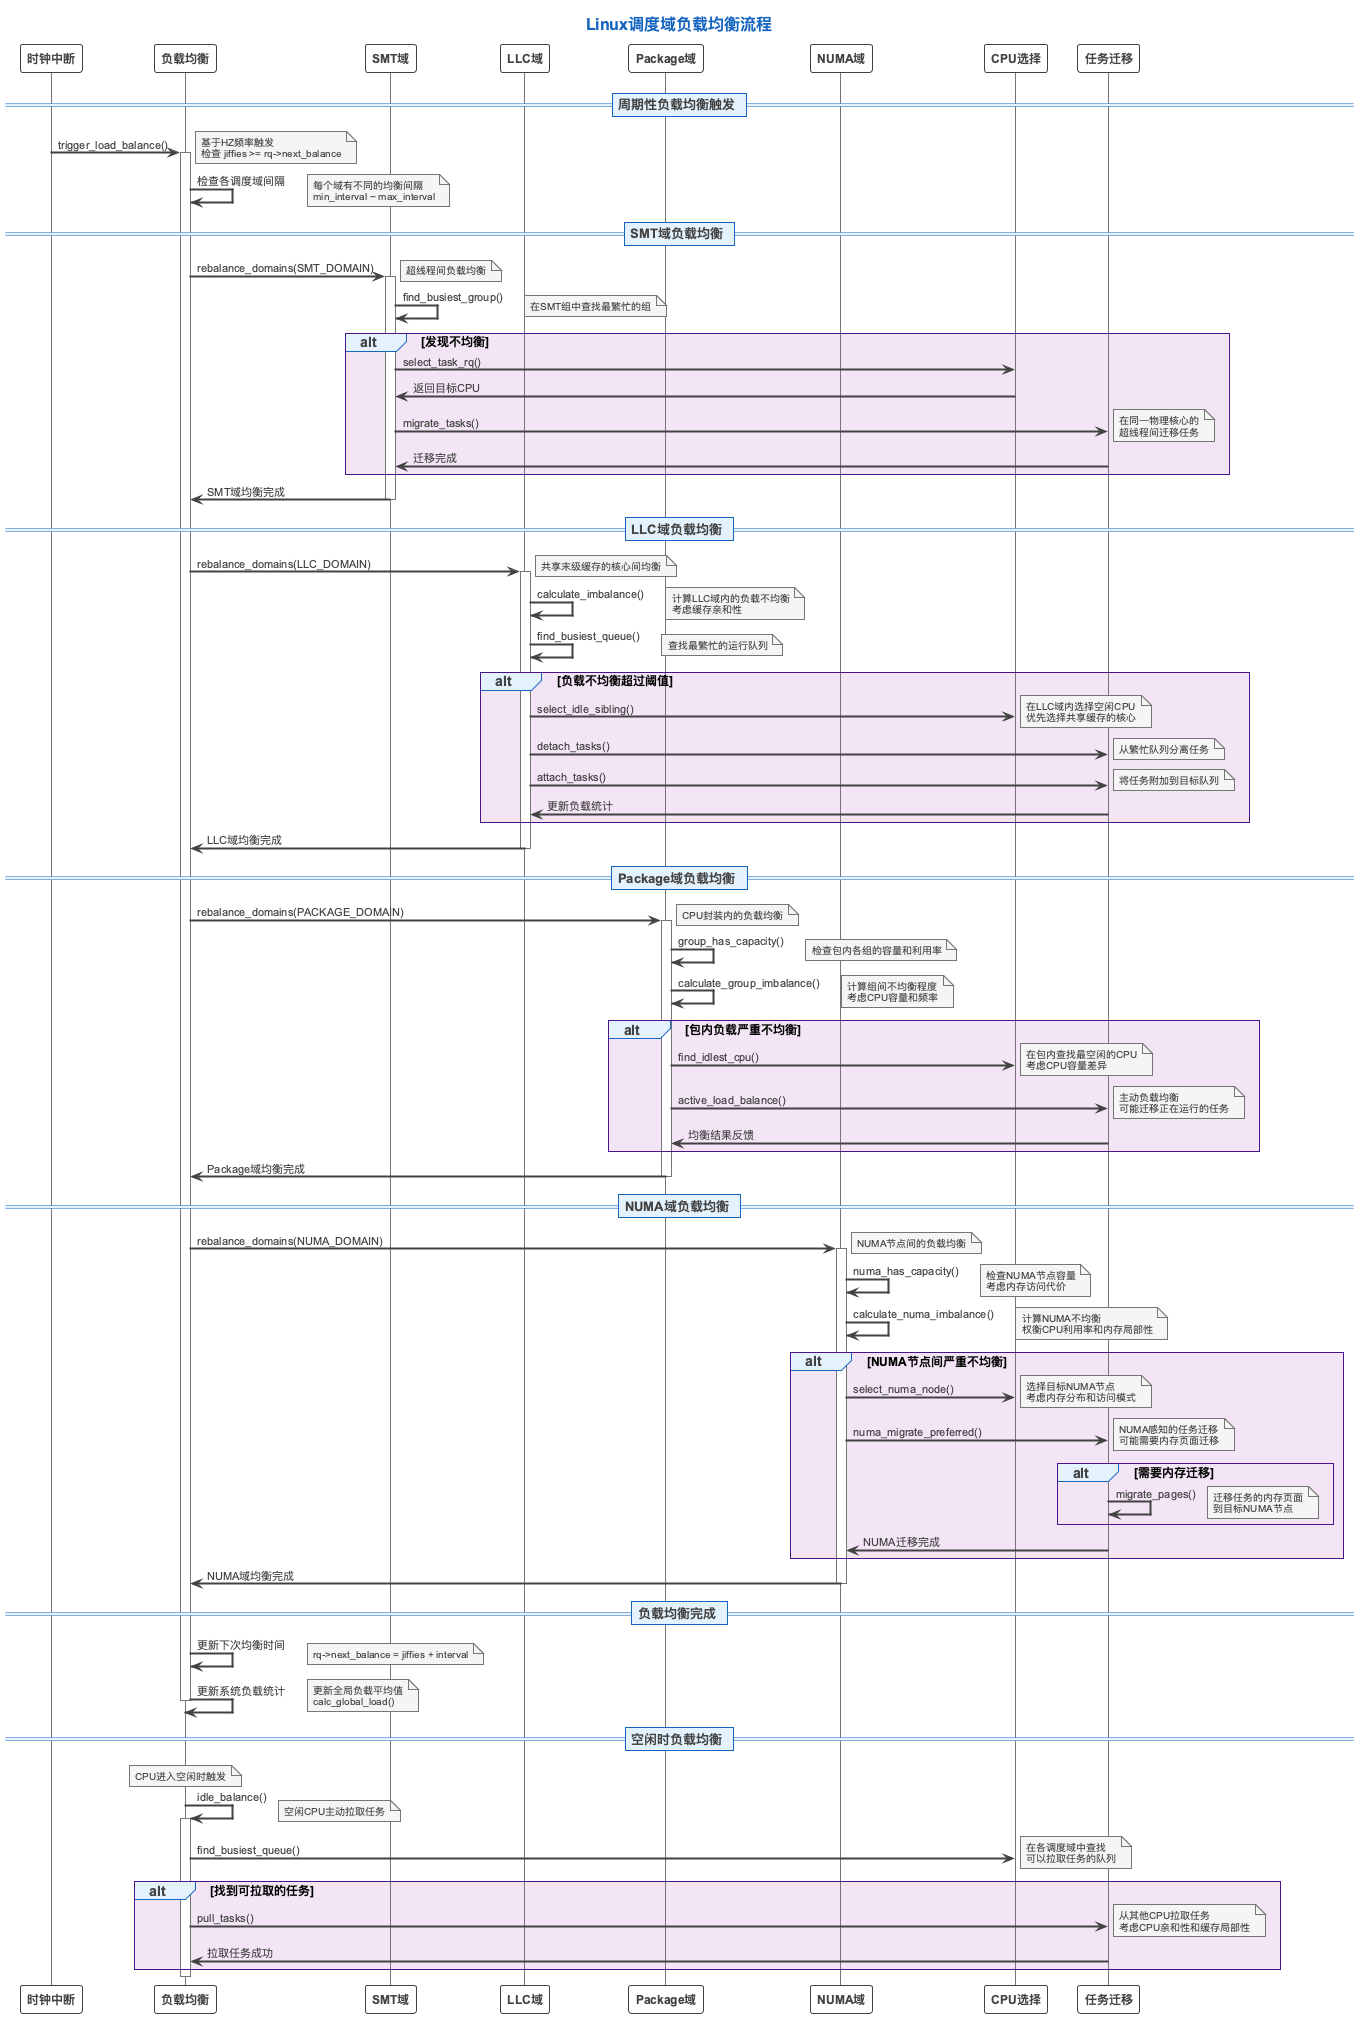 Linux调度域负载均衡流程
时钟中断
负载均衡
SMT域
LLC域
Package域
NUMA域
CPU选择
任务迁移
周期性负载均衡触发
trigger_load_balance()
基于HZ频率触发
检查 jiffies >= rq->next_balance
检查各调度域间隔
每个域有不同的均衡间隔
min_interval ~ max_interval
SMT域负载均衡
rebalance_domains(SMT_DOMAIN)
超线程间负载均衡
find_busiest_group()
在SMT组中查找最繁忙的组
alt
[发现不均衡]
select_task_rq()
返回目标CPU
migrate_tasks()
在同一物理核心的
超线程间迁移任务
迁移完成
SMT域均衡完成
LLC域负载均衡
rebalance_domains(LLC_DOMAIN)
共享末级缓存的核心间均衡
calculate_imbalance()
计算LLC域内的负载不均衡
考虑缓存亲和性
find_busiest_queue()
查找最繁忙的运行队列
alt
[负载不均衡超过阈值]
select_idle_sibling()
在LLC域内选择空闲CPU
优先选择共享缓存的核心
detach_tasks()
从繁忙队列分离任务
attach_tasks()
将任务附加到目标队列
更新负载统计
LLC域均衡完成
Package域负载均衡
rebalance_domains(PACKAGE_DOMAIN)
CPU封装内的负载均衡
group_has_capacity()
检查包内各组的容量和利用率
calculate_group_imbalance()
计算组间不均衡程度
考虑CPU容量和频率
alt
[包内负载严重不均衡]
find_idlest_cpu()
在包内查找最空闲的CPU
考虑CPU容量差异
active_load_balance()
主动负载均衡
可能迁移正在运行的任务
均衡结果反馈
Package域均衡完成
NUMA域负载均衡
rebalance_domains(NUMA_DOMAIN)
NUMA节点间的负载均衡
numa_has_capacity()
检查NUMA节点容量
考虑内存访问代价
calculate_numa_imbalance()
计算NUMA不均衡
权衡CPU利用率和内存局部性
alt
[NUMA节点间严重不均衡]
select_numa_node()
选择目标NUMA节点
考虑内存分布和访问模式
numa_migrate_preferred()
NUMA感知的任务迁移
可能需要内存页面迁移
alt
[需要内存迁移]
migrate_pages()
迁移任务的内存页面
到目标NUMA节点
NUMA迁移完成
NUMA域均衡完成
负载均衡完成
更新下次均衡时间
rq->next_balance = jiffies + interval
更新系统负载统计
更新全局负载平均值
calc_global_load()
空闲时负载均衡
CPU进入空闲时触发
idle_balance()
空闲CPU主动拉取任务
find_busiest_queue()
在各调度域中查找
可以拉取任务的队列
alt
[找到可拉取的任务]
pull_tasks()
从其他CPU拉取任务
考虑CPU亲和性和缓存局部性
拉取任务成功
时钟中断
负载均衡
SMT域
LLC域
Package域
NUMA域
CPU选择
任务迁移